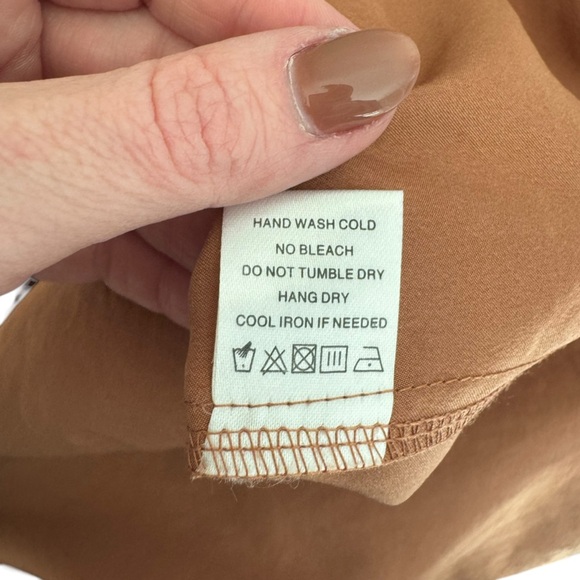 HAND WASH COLD
NO BLEACH
DO NOT TUMBLE DRY
HANG DRY
COOL IRON IF NEEDED